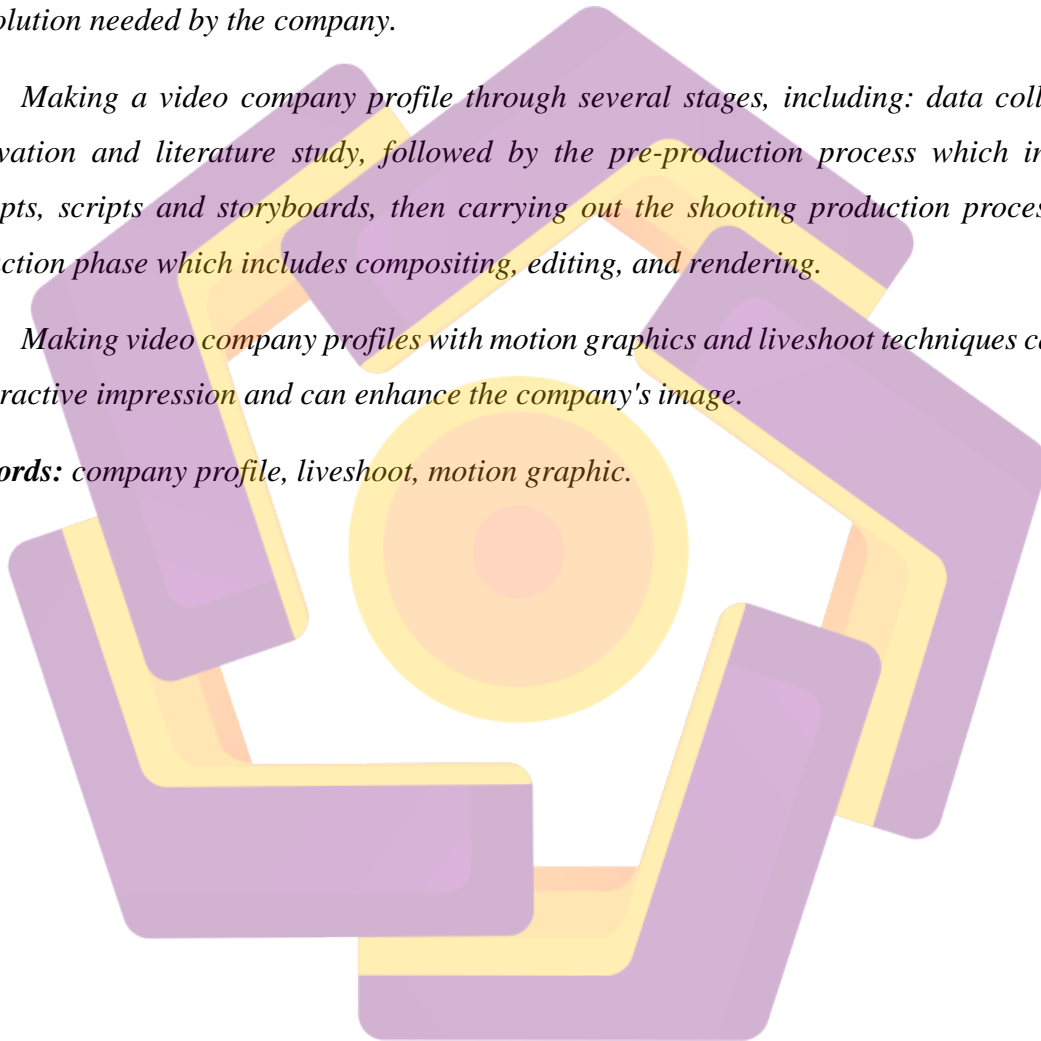 olution needed by the company.
Making a video company profile through several stages, including: data coll
vation and literature study, followed by the pre-production process which in
pts, scripts and storyboards, then carrying out the shooting production proces
ction phase which includes compositing, editing, and rendering.
Making video company profiles with motion graphics and liveshoot techniques c
ractive impression and can enhance the company's image.
ords: company profile, liveshoot, motion graphic.